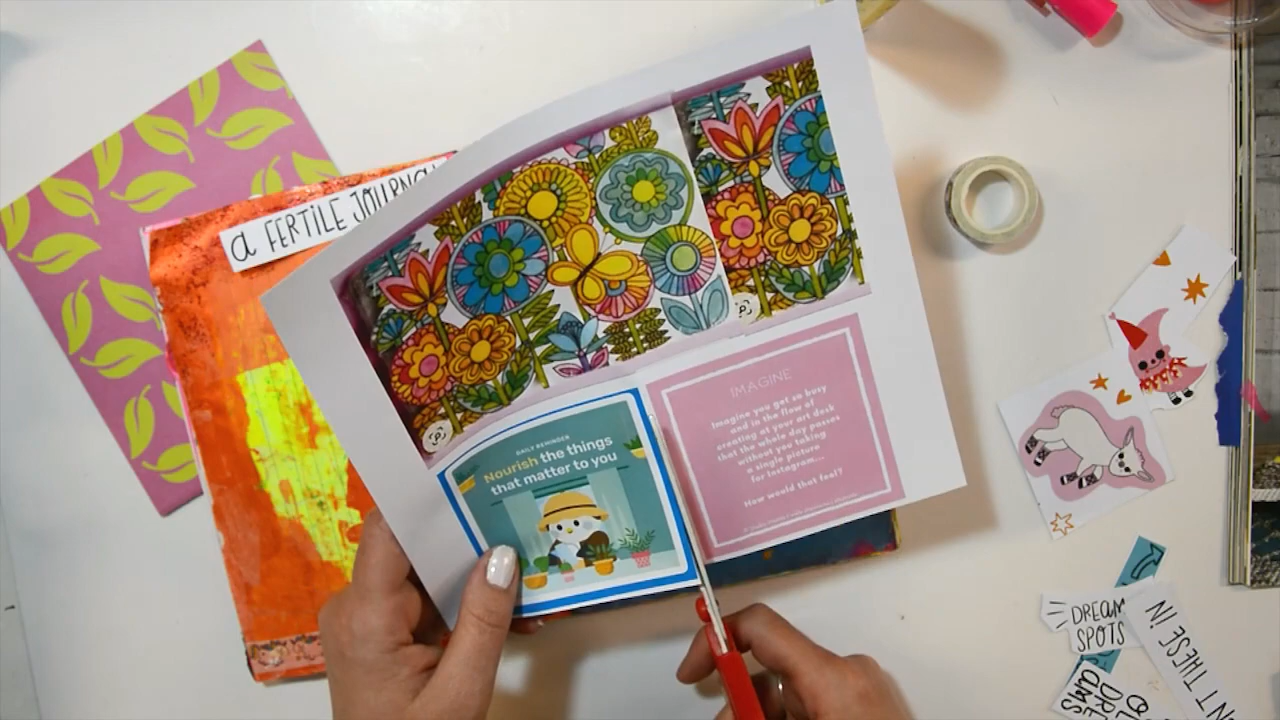 a FERTILE JOURNA
DAILY REMINDER
Nourish the things
that matter to you
IMAGINE
Imagine you get so busy
and in the flow of
creating at your art desk
that the whole day passes
without you taking
a single picture
for Instagram...
How would that feel?
DREAM
SPOTS
NT THESE IN